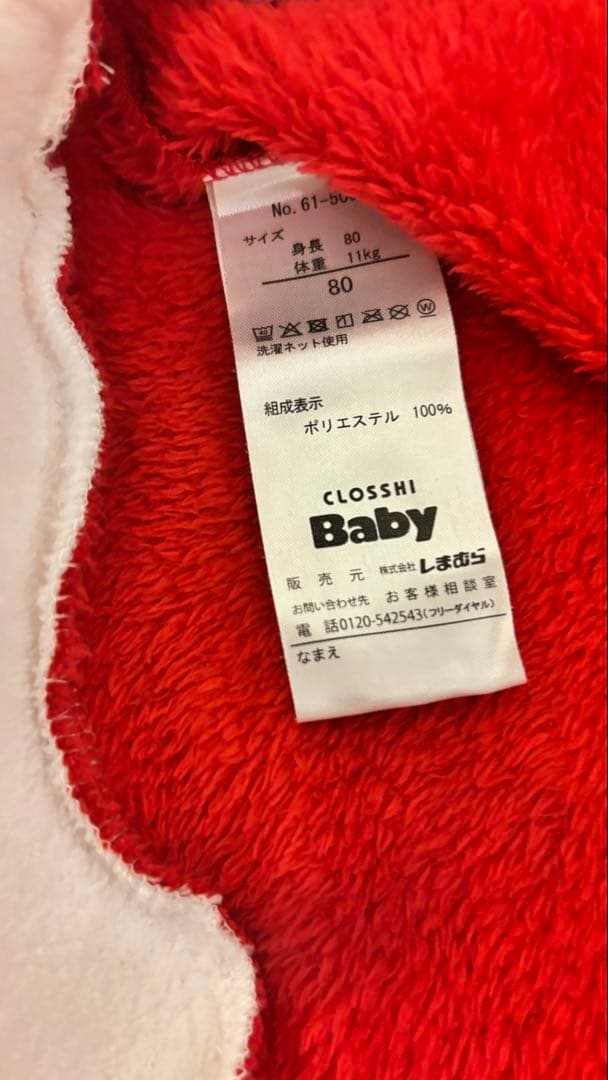 No. 61-50
サイズ
身長 80
体重 11kg
80
40
W
洗濯ネット使用
組成表示
ポリエステル 100%
CLOSSHI
Baby
販売元 株式会社しまむら
お問い合わせ先 お客様相談室
電話0120-542543(フリーダイヤル)
なまえ